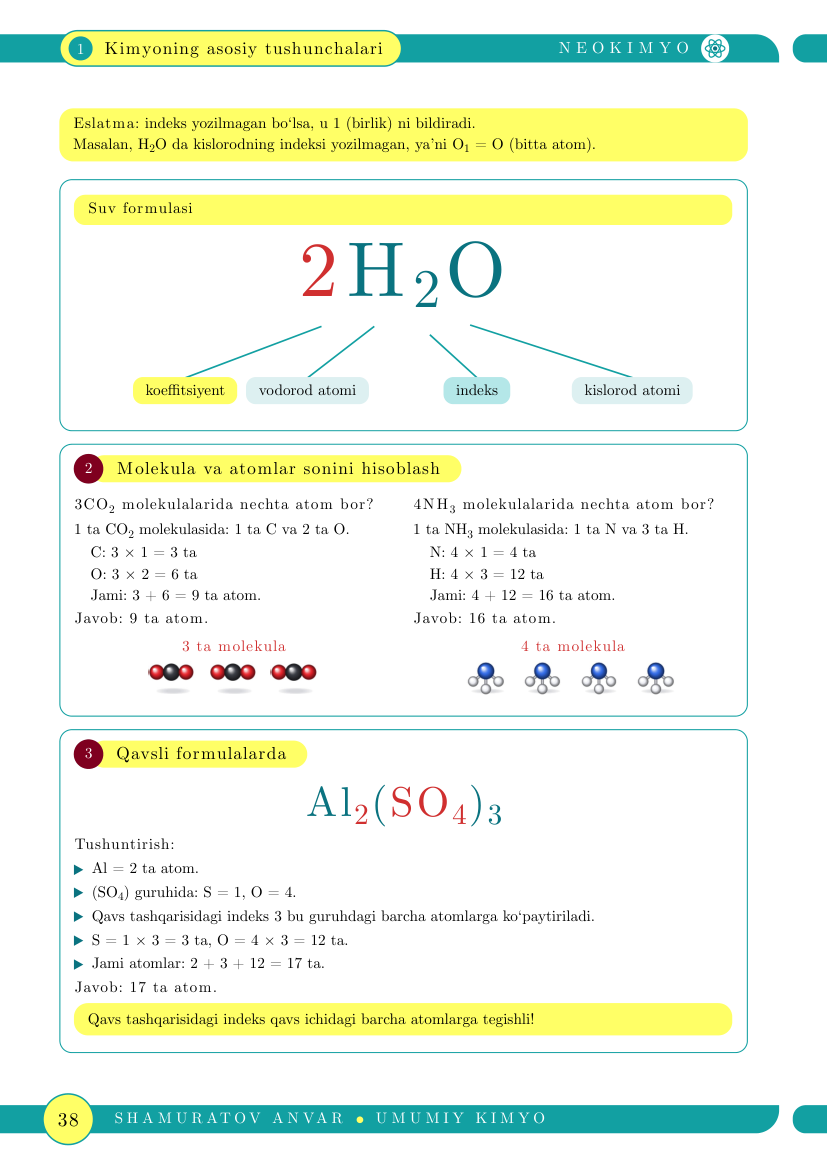 1 Kimyoning asosiy tushunchalari
NEOKIMYO
Eslatma: indeks yozilmagan bo‘lsa, u 1 (birlik) ni bildiradi.
Masalan, H₂O da kislorodning indeksi yozilmagan, ya’ni O₁ = O (bitta atom).
Suv formulasi
2H₂O
koeffitsiyent vodorod atomi indeks kislorod atomi
2 Molekula va atomlar sonini hisoblash
3CO₂ molekulalarida nechta atom bor?
1 ta CO₂ molekulasida: 1 ta C va 2 ta O.
C: 3 × 1 = 3 ta
O: 3 × 2 = 6 ta
Jami: 3 + 6 = 9 ta atom.
Javob: 9 ta atom.
3 ta molekula
4NH₃ molekulalarida nechta atom bor?
1 ta NH₃ molekulasida: 1 ta N va 3 ta H.
N: 4 × 1 = 4 ta
H: 4 × 3 = 12 ta
Jami: 4 + 12 = 16 ta atom.
Javob: 16 ta atom.
4 ta molekula
3 Qavsli formulalarda
Al₂(SO₄)₃
Tushuntirish:
▶ Al = 2 ta atom.
▶ (SO₄) guruhida: S = 1, O = 4.
▶ Qavs tashqarisidagi indeks 3 bu guruhdagi barcha atomlarga ko‘paytiriladi.
▶ S = 1 × 3 = 3 ta, O = 4 × 3 = 12 ta.
▶ Jami atomlar: 2 + 3 + 12 = 17 ta.
Javob: 17 ta atom.
Qavs tashqarisidagi indeks qavs ichidagi barcha atomlarga tegishli!
38 SHAMURATOV ANVAR • UMUMIY KIMYO